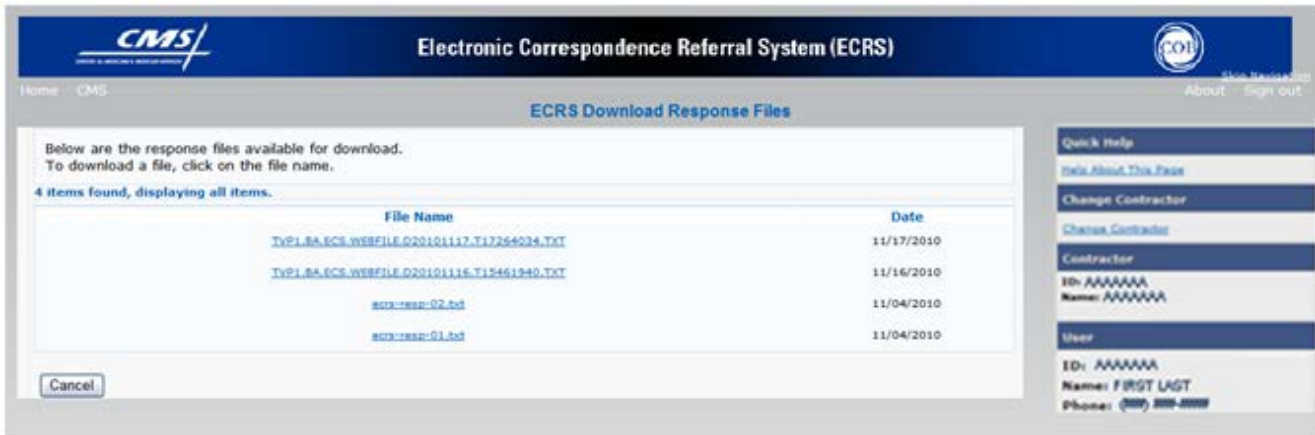 CMS
CENTERS for MEDICARE & MEDICAID SERVICES
Electronic Correspondence Referral System (ECRS)
COB
Skip Navigation
Home CMS
About Sign out
ECRS Download Response Files
Below are the response files available for download.
To download a file, click on the file name.
4 items found, displaying all items.
File Name Date
TVP1.BA.ECS.WEBFILE.D20101117.T17264034.TXT 11/17/2010
TVP1.BA.ECS.WEBFILE.D20101116.T15461940.TXT 11/16/2010
ecrs-resp-02.txt 11/04/2010
ecrs-resp-01.txt 11/04/2010
Cancel
Quick Help
Help About This Page
Change Contractor
Change Contractor
Contractor
ID: AAAAAAA
Name: AAAAAAA
User
ID: AAAAAAA
Name: FIRST LAST
Phone: (###) ###-####